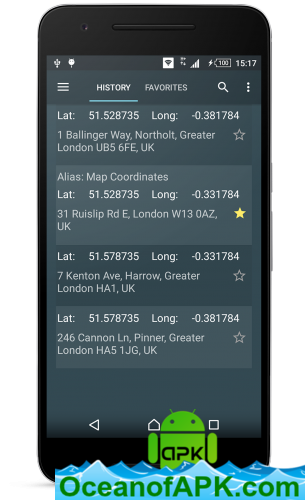 100 15:17
HISTORY FAVORITES
Lat: 51.528735 Long: -0.381784
1 Ballinger Way, Northolt, Greater
London UB5 6FE, UK
Alias: Map Coordinates
Lat: 51.528735 Long: -0.331784
31 Ruislip Rd E, London W13 0AZ,
UK
Lat: 51.578735 Long: -0.331784
7 Kenton Ave, Harrow, Greater
London HA1, UK
Lat: 51.578735 Long: -0.381784
246 Cannon Ln, Pinner, Greater
London HA5 1JG, UK
apk
OceanofAPK.com